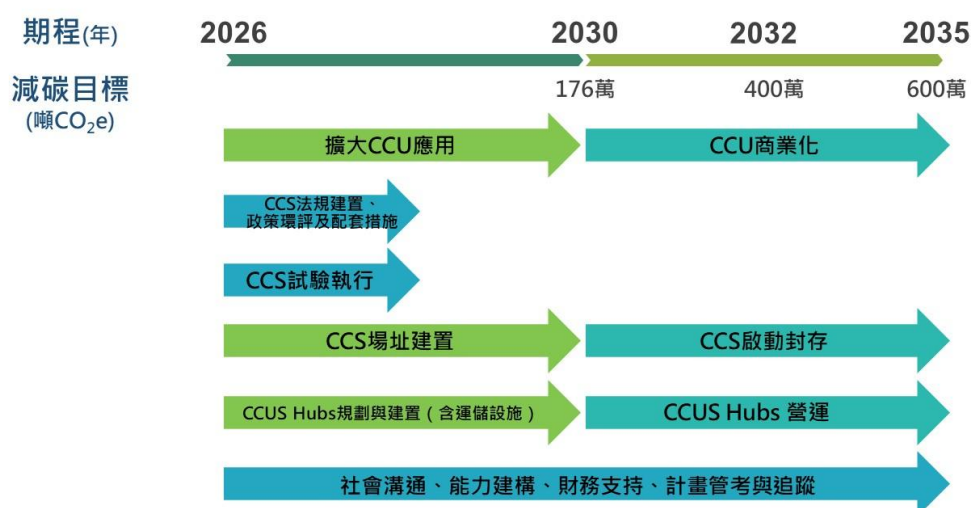 期程(年) 2026 2030 2032 2035
減碳目標 176萬 400萬 600萬
(噸CO₂e)
擴大CCU應用 CCU商業化
CCS法規建置、
政策環評及配套措施
CCS試驗執行
CCS場址建置 CCS啟動封存
CCUS Hubs規劃與建置（含運儲設施） CCUS Hubs 營運
社會溝通、能力建構、財務支持、計畫管考與追蹤